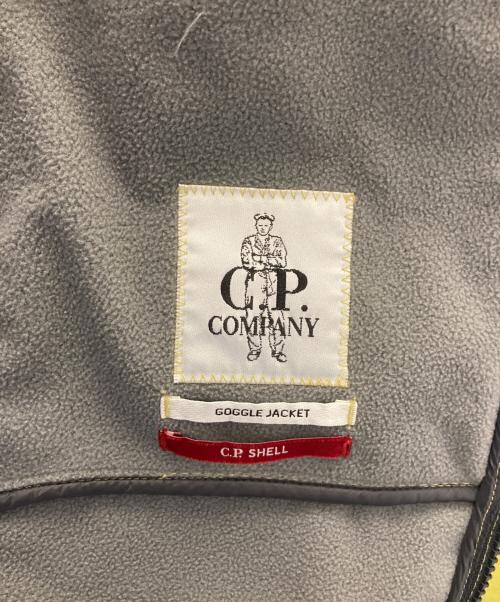 C.P.
COMPANY
GOGGLE JACKET
C.P. SHELL